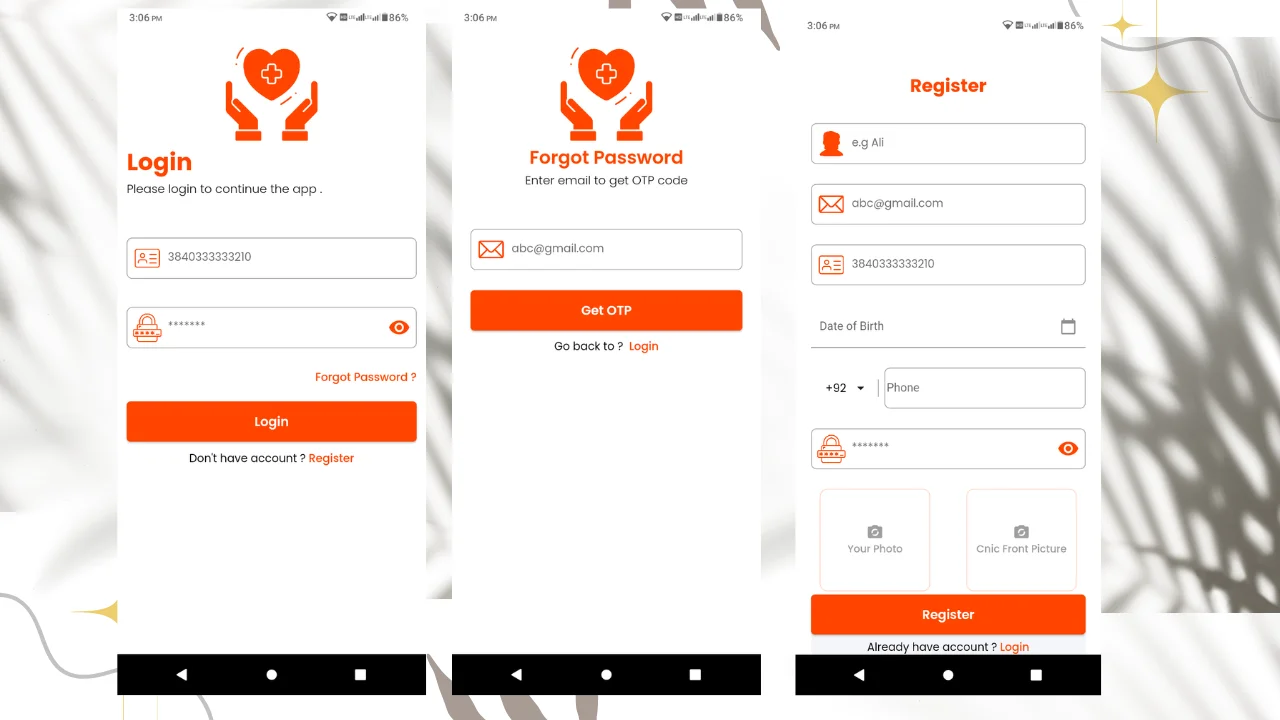 3:06 PM
86%
Login
Please login to continue the app .
3840333333210
*******
Forgot Password ?
Login
Don't have account ? Register
3:06 PM
86%
Forgot Password
Enter email to get OTP code
abc@gmail.com
Get OTP
Go back to ? Login
3:06 PM
86%
Register
e.g Ali
abc@gmail.com
3840333333210
Date of Birth
+92
Phone
*******
Your Photo
Cnic Front Picture
Register
Already have account ? Login